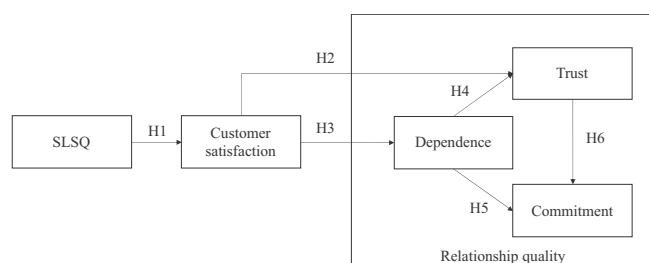 H2
Trust
H4
SLSQ
H1
Customer
satisfaction
H3
Dependence
H6
H5
Commitment
Relationship quality